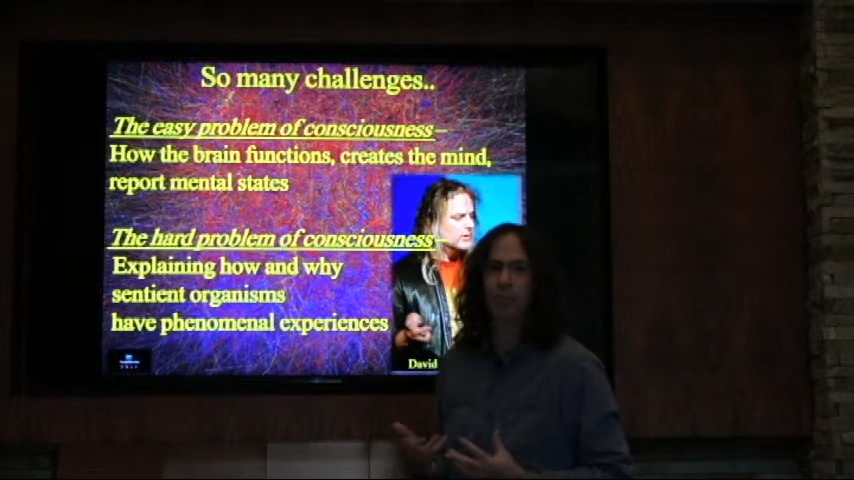 So many challenges..
The easy problem of consciousness–
How the brain functions, creates the mind,
report mental states
The hard problem of consciousness–
Explaining how and why
sentient organisms
have phenomenal experiences
David